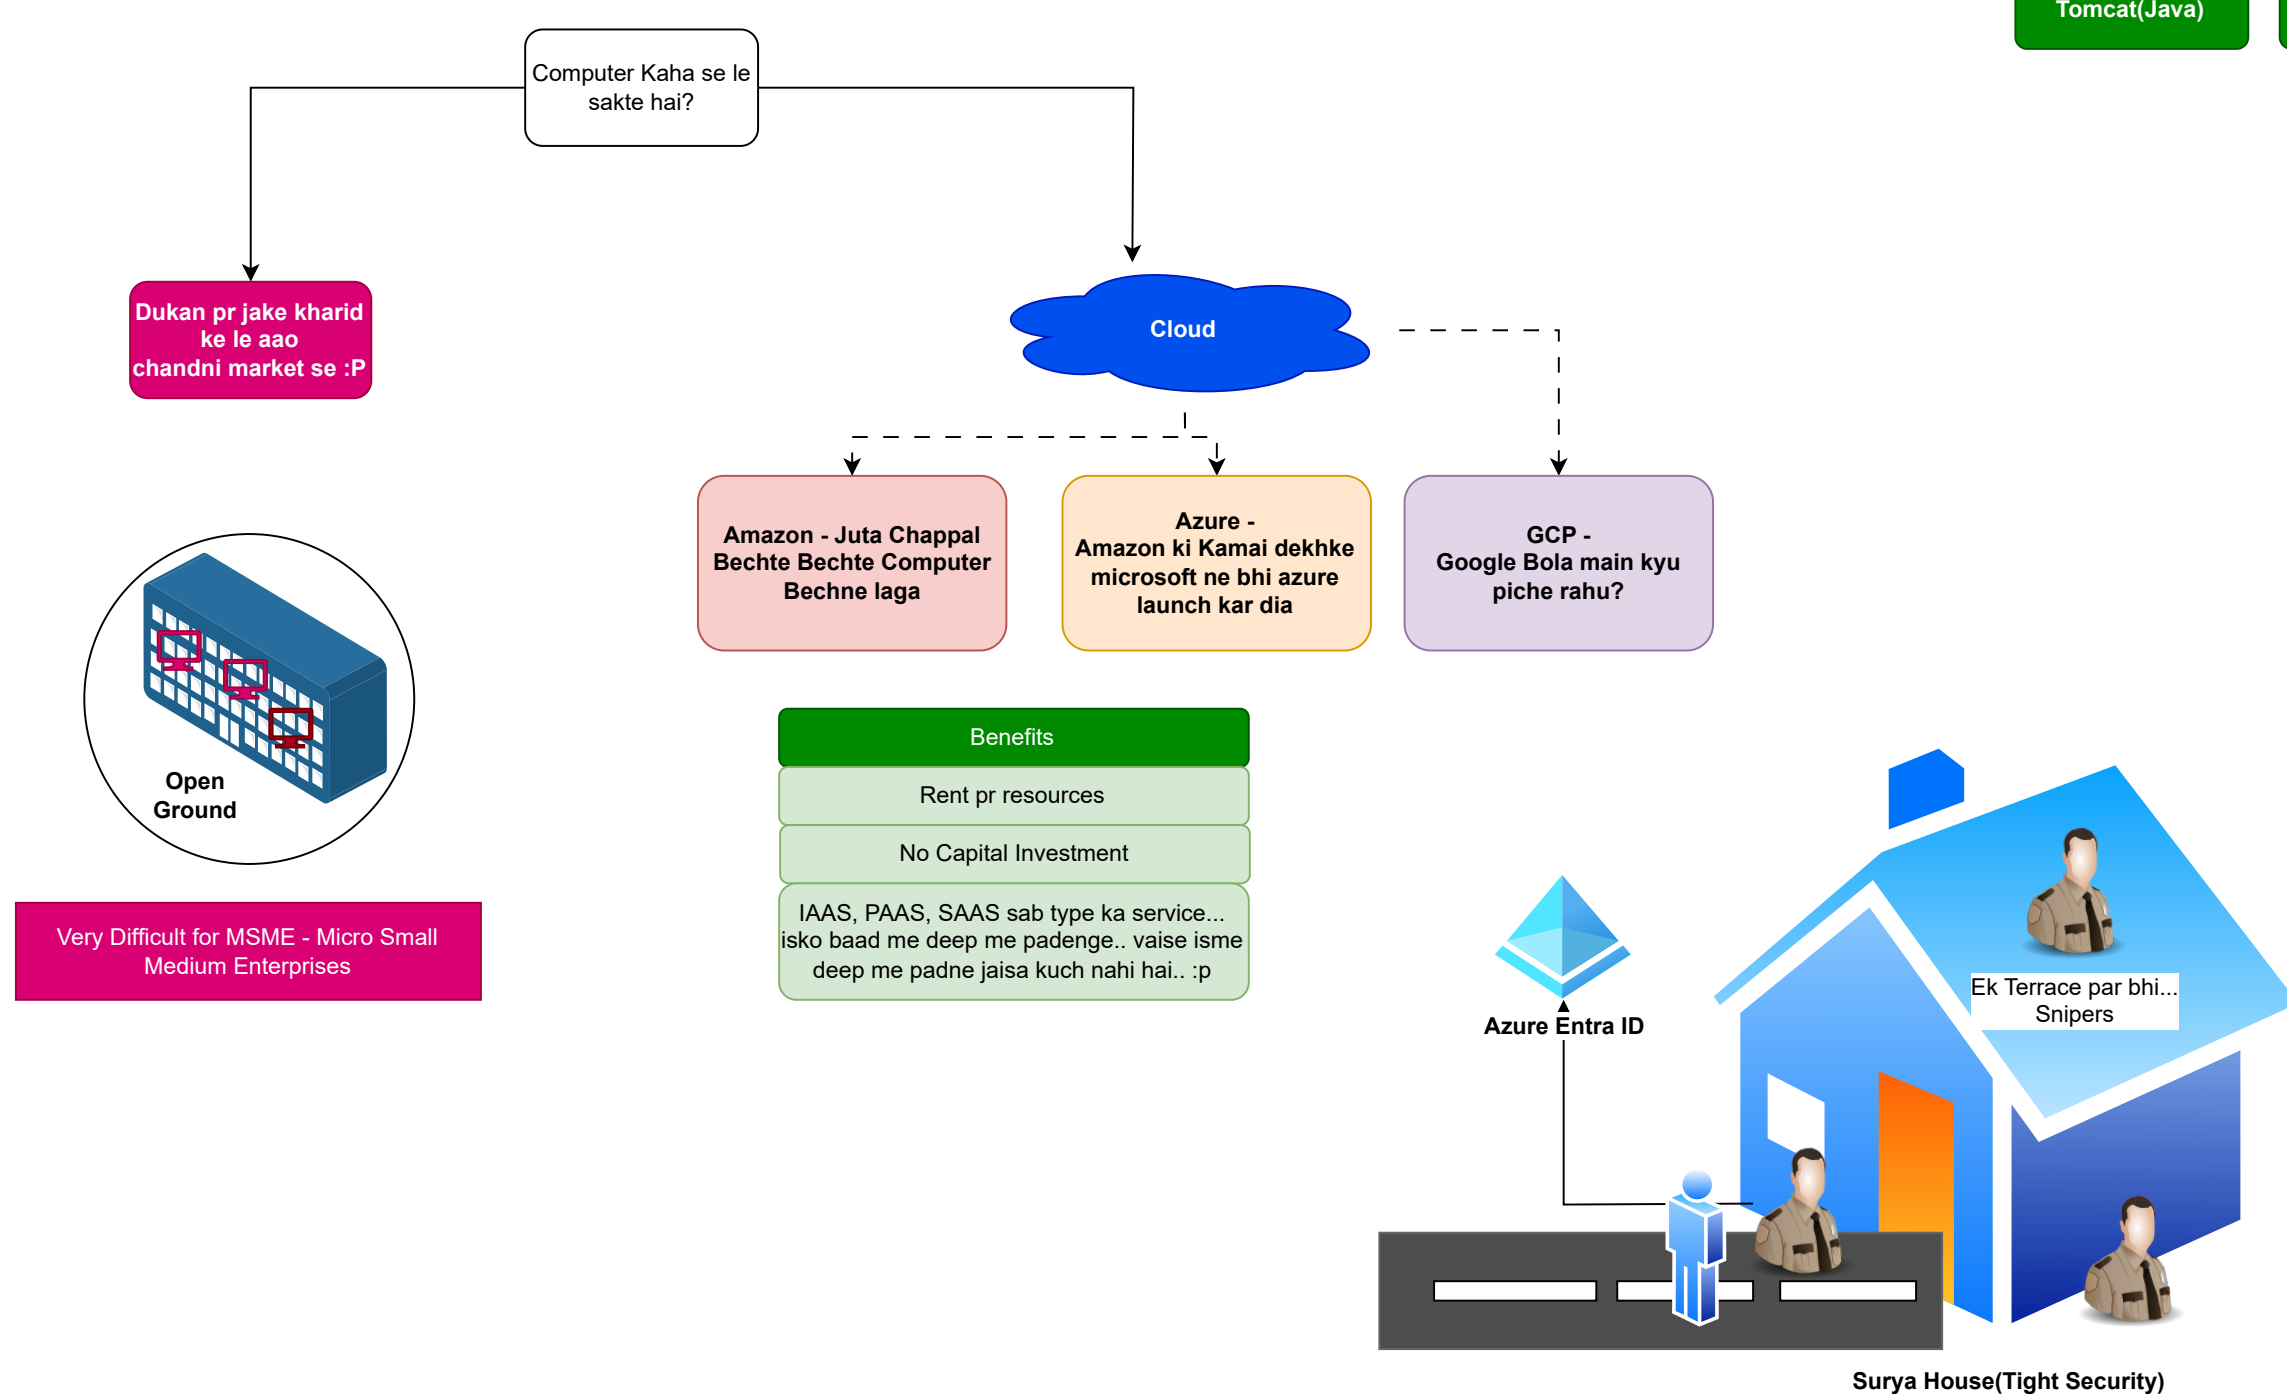 Tomcat(Java)
Computer Kaha se le
sakte hai?
Dukan pr jake kharid
ke le aao
chandni market se :P
Cloud
Amazon - Juta Chappal
Bechte Bechte Computer
Bechne laga
Azure -
Amazon ki Kamai dekhke
microsoft ne bhi azure
launch kar dia
GCP -
Google Bola main kyu
piche rahu?
Open
Ground
Very Difficult for MSME - Micro Small
Medium Enterprises
Benefits
Rent pr resources
No Capital Investment
IAAS, PAAS, SAAS sab type ka service...
isko baad me deep me padenge.. vaise isme
deep me padne jaisa kuch nahi hai.. :p
Azure Entra ID
Ek Terrace par bhi...
Snipers
Surya House(Tight Security)